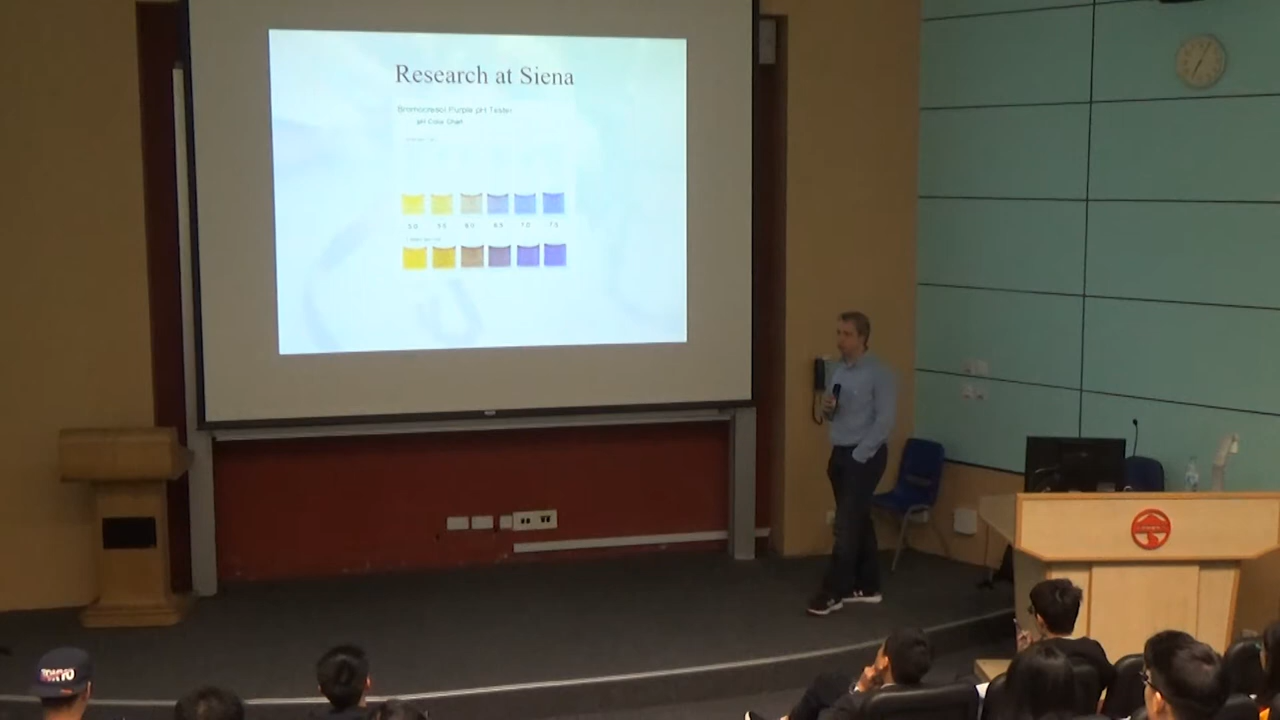 Research at Siena
Bromocresol Purple pH Tester
pH Color Chart
5.0 5.5 6.0 6.5 7.0 7.5
TOKYO